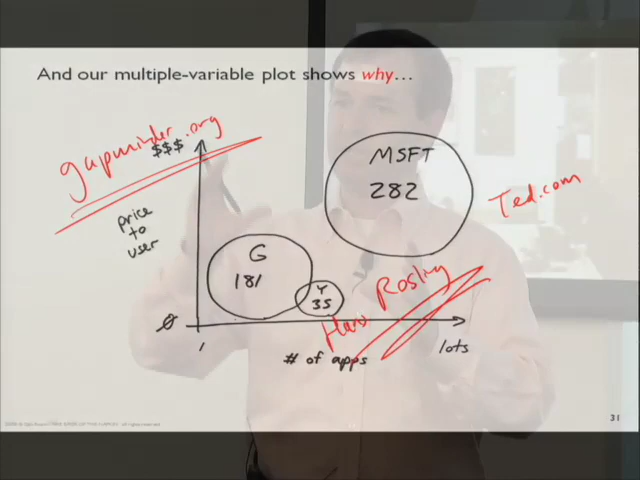 And our multiple-variable plot shows why...
gapminder.org
$$$
MSFT
282
Ted.com
price
to
user
G
181
Y
35
Hans Rosling
0
1
# of apps
lots
31